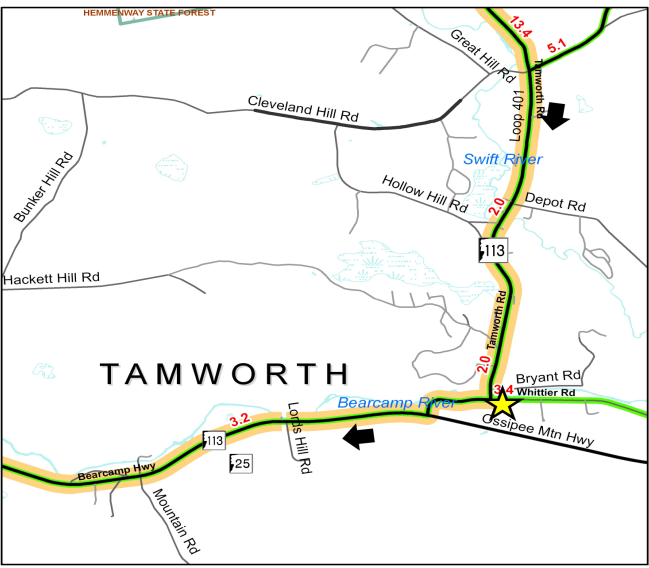 HEMMENWAY STATE FOREST
13.4
5.1
Great Hill Rd
Tamworth Rd
Loop 401
Cleveland Hill Rd
Swift River
Bunker Hill Rd
Hollow Hill Rd
2.0
Depot Rd
113
Hackett Hill Rd
Tamworth Rd
2.0
TAMWORTH
Bryant Rd
3.4
Whittier Rd
Bearcamp River
Ossipee Mtn Hwy
3.2
Lords Hill Rd
113
25
Bearcamp Hwy
Mountain Rd